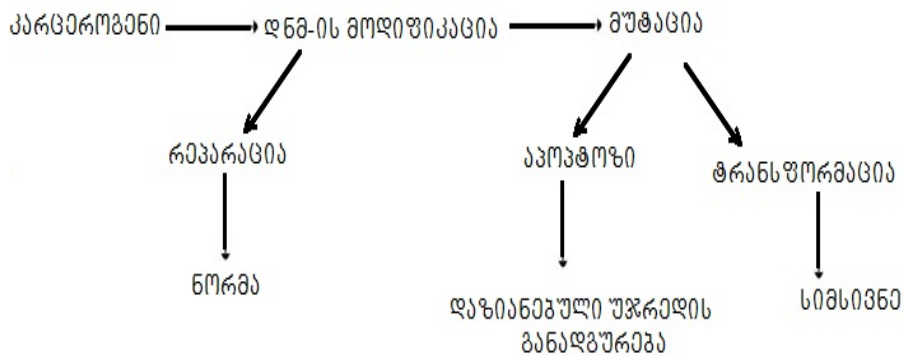 კარცეროგენი
დნმ-ის მოდიფიკაცია
მუტაცია
რეპარაცია
აპოპტოზი
ტრანსფორმაცია
ნორმა
დაზიანებული უჯრედის
განადგურება
სიმსივნე